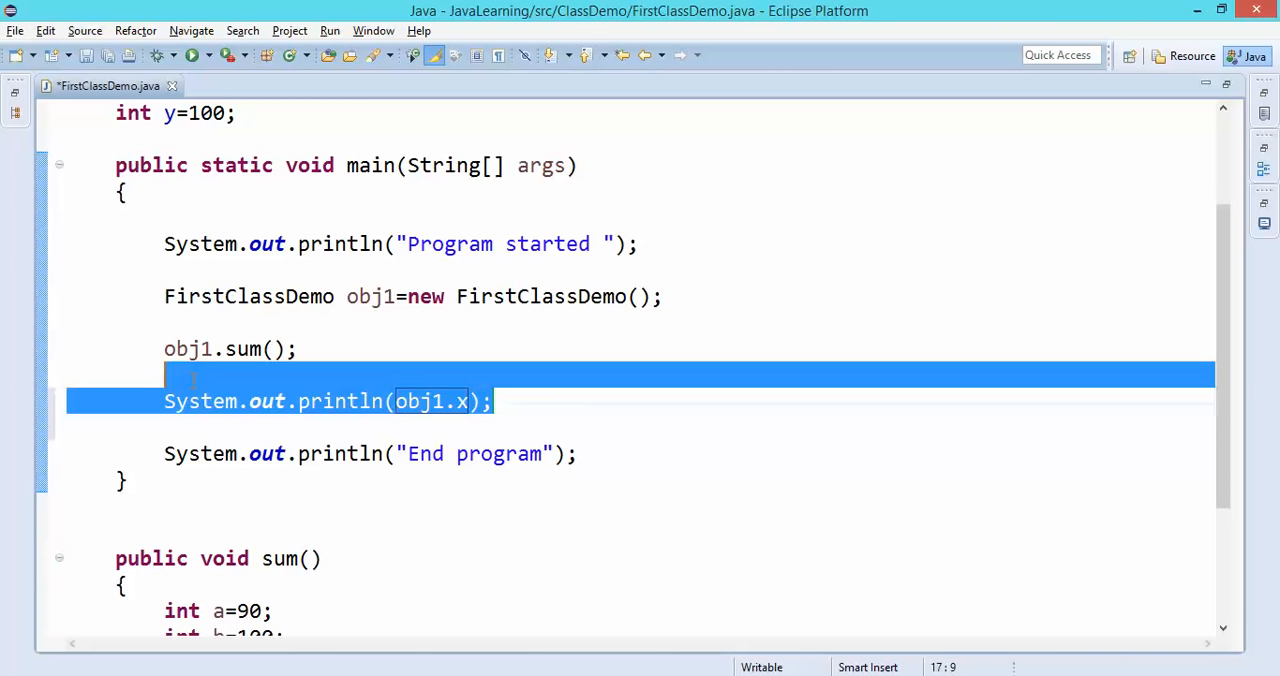 Java - JavaLearning/src/ClassDemo/FirstClassDemo.java - Eclipse Platform
File Edit Source Refactor Navigate Search Project Run Window Help
Quick Access Resource Java
*FirstClassDemo.java
int y=100;
public static void main(String[] args)
{
System.out.println("Program started ");
FirstClassDemo obj1=new FirstClassDemo();
obj1.sum();
System.out.println(obj1.x);
System.out.println("End program");
}
public void sum()
{
int a=90;
int b=100;
Writable Smart Insert 17:9